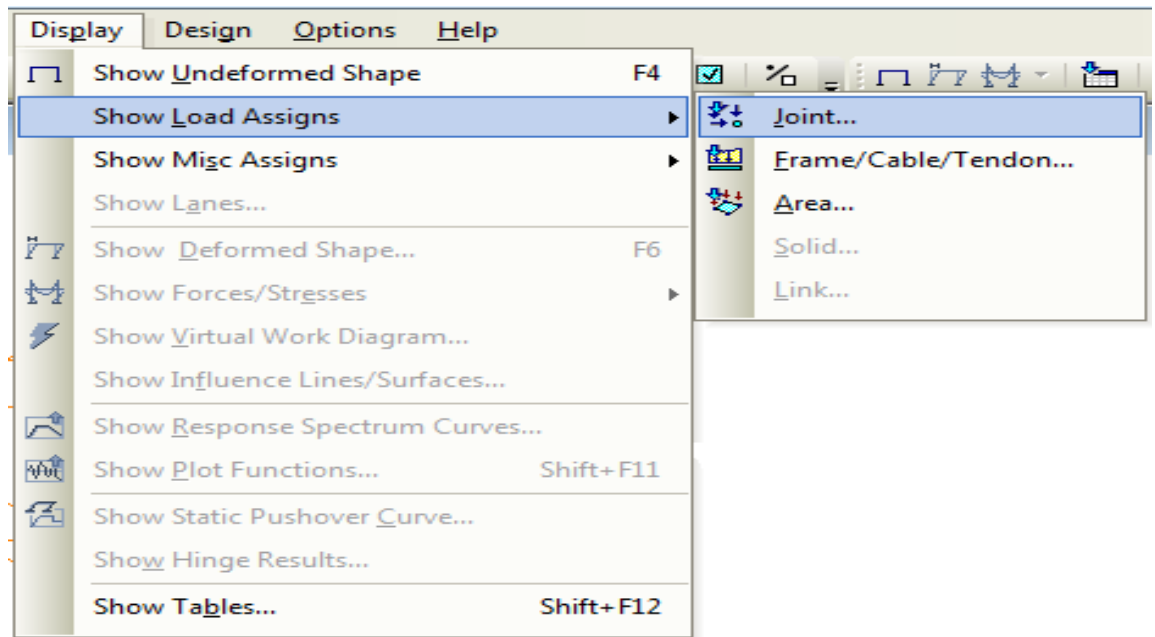 Display Design Options Help
Show Undeformed Shape F4
Show Load Assigns
Show Misc Assigns
Show Lanes...
Show Deformed Shape... F6
Show Forces/Stresses
Show Virtual Work Diagram...
Show Influence Lines/Surfaces...
Show Response Spectrum Curves...
Show Plot Functions... Shift+F11
Show Static Pushover Curve...
Show Hinge Results...
Show Tables... Shift+F12
Joint...
Frame/Cable/Tendon...
Area...
Solid...
Link...